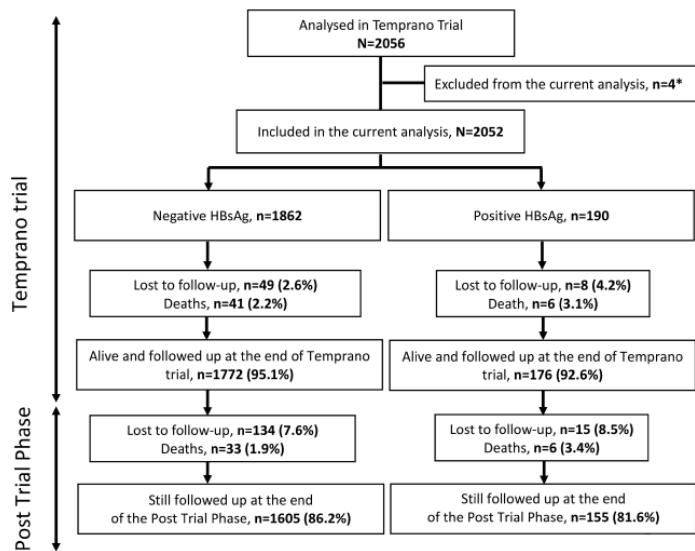 Analysed in Temprano Trial
N=2056
Excluded from the current analysis, n=4*
Included in the current analysis, N=2052
Temprano trial
Negative HBsAg, n=1862
Positive HBsAg, n=190
Lost to follow-up, n=49 (2.6%)
Deaths, n=41 (2.2%)
Lost to follow-up, n=8 (4.2%)
Death, n=6 (3.1%)
Alive and followed up at the end of Temprano
trial, n=1772 (95.1%)
Alive and followed up at the end of Temprano
trial, n=176 (92.6%)
Post Trial Phase
Lost to follow-up, n=134 (7.6%)
Deaths, n=33 (1.9%)
Lost to follow-up, n=15 (8.5%)
Deaths, n=6 (3.4%)
Still followed up at the end
of the Post Trial Phase, n=1605 (86.2%)
Still followed up at the end
of the Post Trial Phase, n=155 (81.6%)